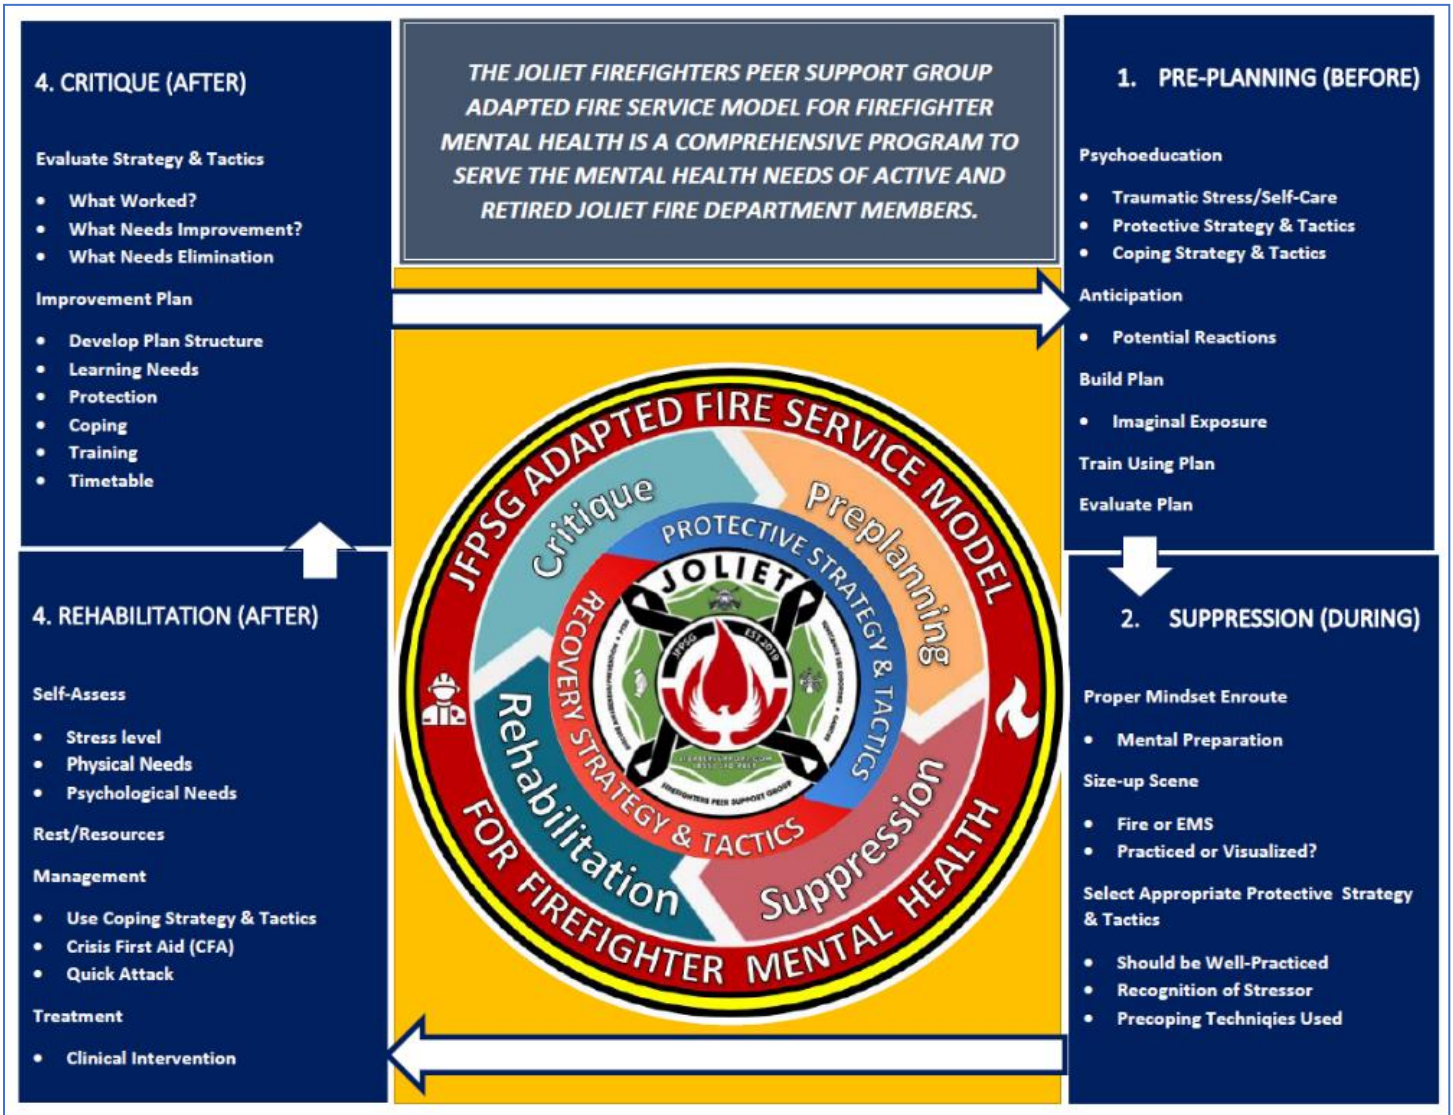 4. CRITIQUE (AFTER)
Evaluate Strategy & Tactics
• What Worked?
• What Needs Improvement?
• What Needs Elimination
Improvement Plan
• Develop Plan Structure
• Learning Needs
• Protection
• Coping
• Training
• Timetable
THE JOLIET FIREFIGHTERS PEER SUPPORT GROUP
ADAPTED FIRE SERVICE MODEL FOR FIREFIGHTER
MENTAL HEALTH IS A COMPREHENSIVE PROGRAM TO
SERVE THE MENTAL HEALTH NEEDS OF ACTIVE AND
RETIRED JOLIET FIRE DEPARTMENT MEMBERS.
1. PRE-PLANNING (BEFORE)
Psychoeducation
• Traumatic Stress/Self-Care
• Protective Strategy & Tactics
• Coping Strategy & Tactics
Anticipation
• Potential Reactions
Build Plan
• Imaginal Exposure
Train Using Plan
Evaluate Plan
JFPSG ADAPTED FIRE SERVICE MODEL
FOR FIREFIGHTER MENTAL HEALTH
Critique
Preplanning
Suppression
Rehabilitation
PROTECTIVE STRATEGY & TACTICS
RECOVERY STRATEGY & TACTICS
JOLIET
JFPSG EST.2019
FIREFIGHTERS PEER SUPPORT GROUP
4. REHABILITATION (AFTER)
Self-Assess
• Stress level
• Physical Needs
• Psychological Needs
Rest/Resources
Management
• Use Coping Strategy & Tactics
• Crisis First Aid (CFA)
• Quick Attack
Treatment
• Clinical Intervention
2. SUPPRESSION (DURING)
Proper Mindset Enroute
• Mental Preparation
Size-up Scene
• Fire or EMS
• Practiced or Visualized?
Select Appropriate Protective Strategy
& Tactics
• Should be Well-Practiced
• Recognition of Stressor
• Precoping Techniqies Used